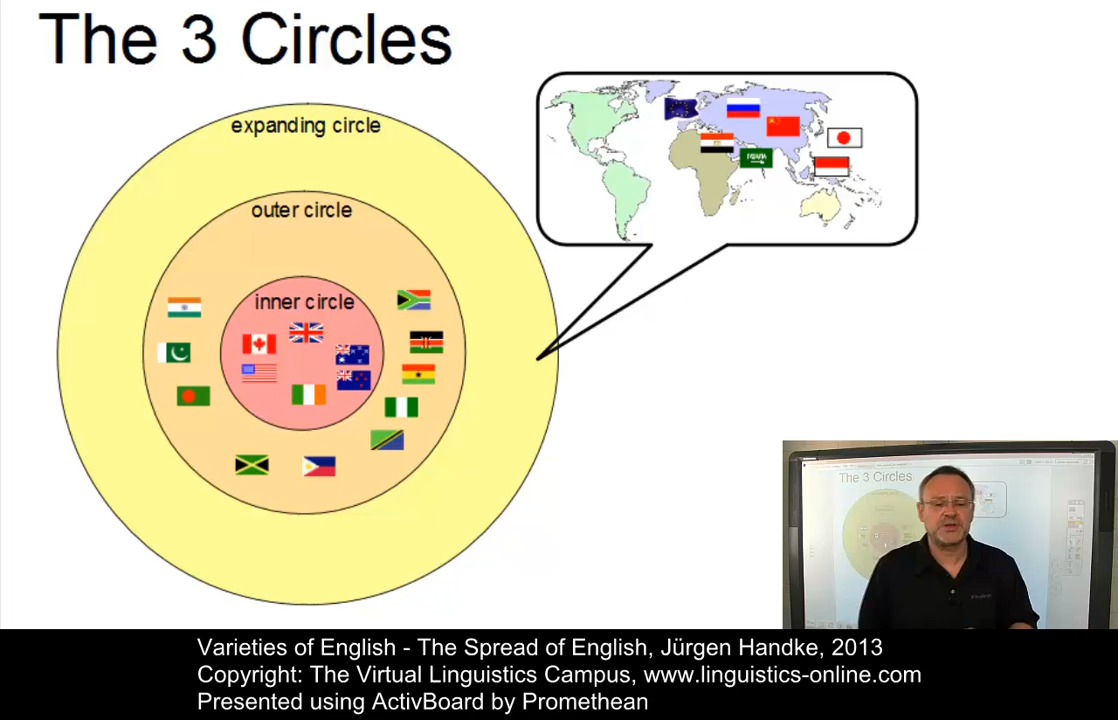 The 3 Circles
expanding circle
outer circle
inner circle
The 3 Circles
Varieties of English - The Spread of English, Jürgen Handke, 2013
Copyright: The Virtual Linguistics Campus, www.linguistics-online.com
Presented using ActivBoard by Promethean